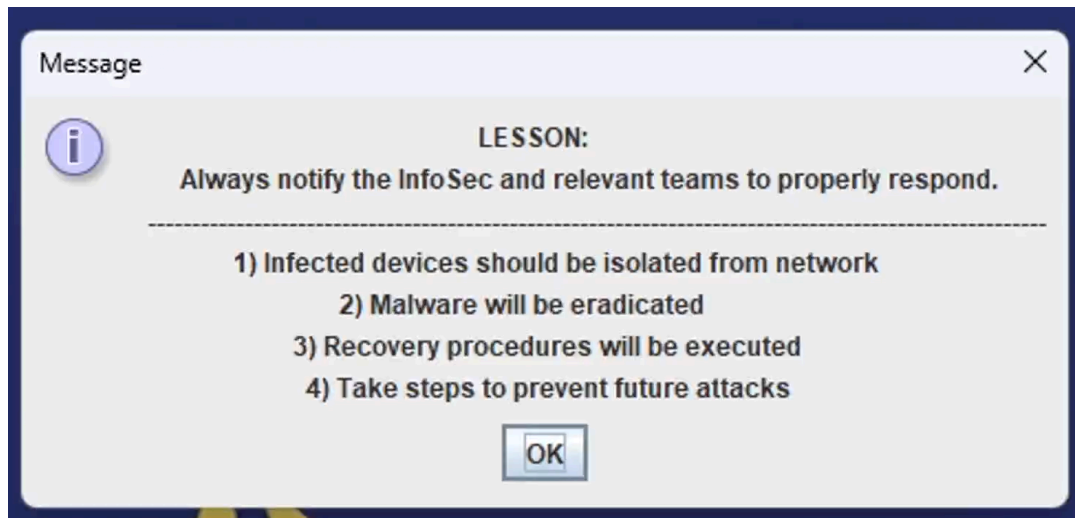 Message
LESSON:
Always notify the InfoSec and relevant teams to properly respond.
--------------------------------------------------------------------------------------------------
1) Infected devices should be isolated from network
2) Malware will be eradicated
3) Recovery procedures will be executed
4) Take steps to prevent future attacks
OK